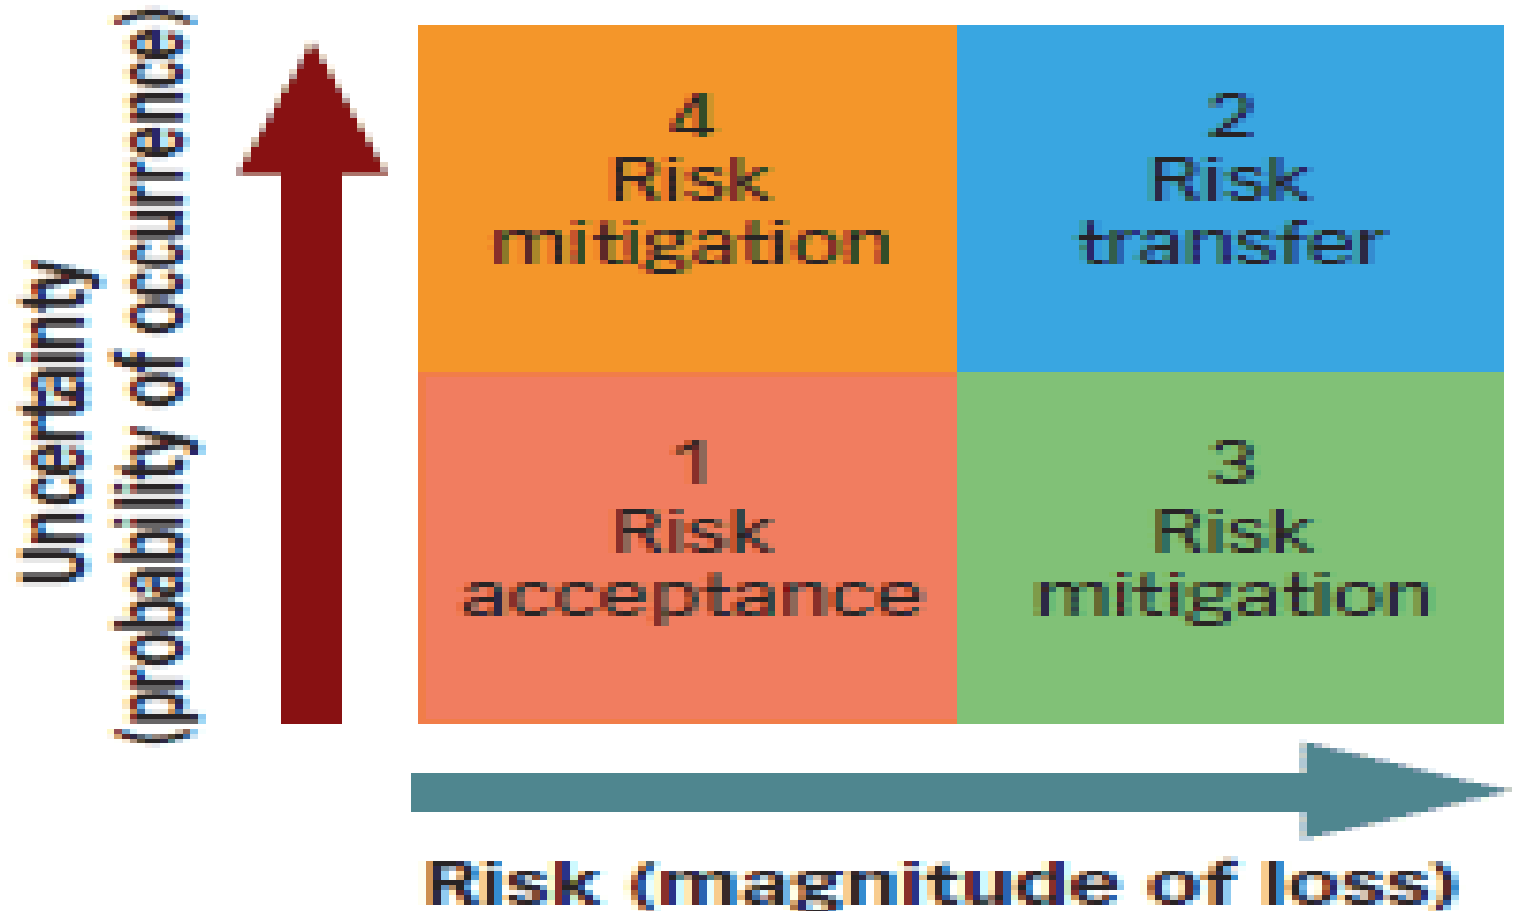 Uncertainty
(probability of occurrence)
4
Risk
mitigation
2
Risk
transfer
1
Risk
acceptance
3
Risk
mitigation
Risk (magnitude of loss)